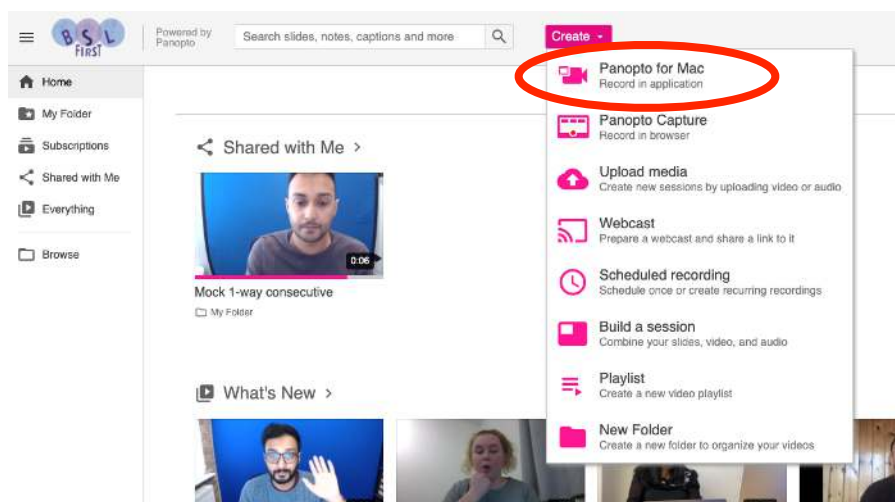 BSL
FIRST
Powered by
Panopto
Search slides, notes, captions and more
Create
Home
My Folder
Subscriptions
Shared with Me
Everything
Browse
Shared with Me >
0:06
Mock 1-way consecutive
My Folder
What's New >
Panopto for Mac
Record in application
Panopto Capture
Record in browser
Upload media
Create new sessions by uploading video or audio
Webcast
Prepare a webcast and share a link to it
Scheduled recording
Schedule once or create recurring recordings
Build a session
Combine your slides, video, and audio
Playlist
Create a new video playlist
New Folder
Create a new folder to organize your videos